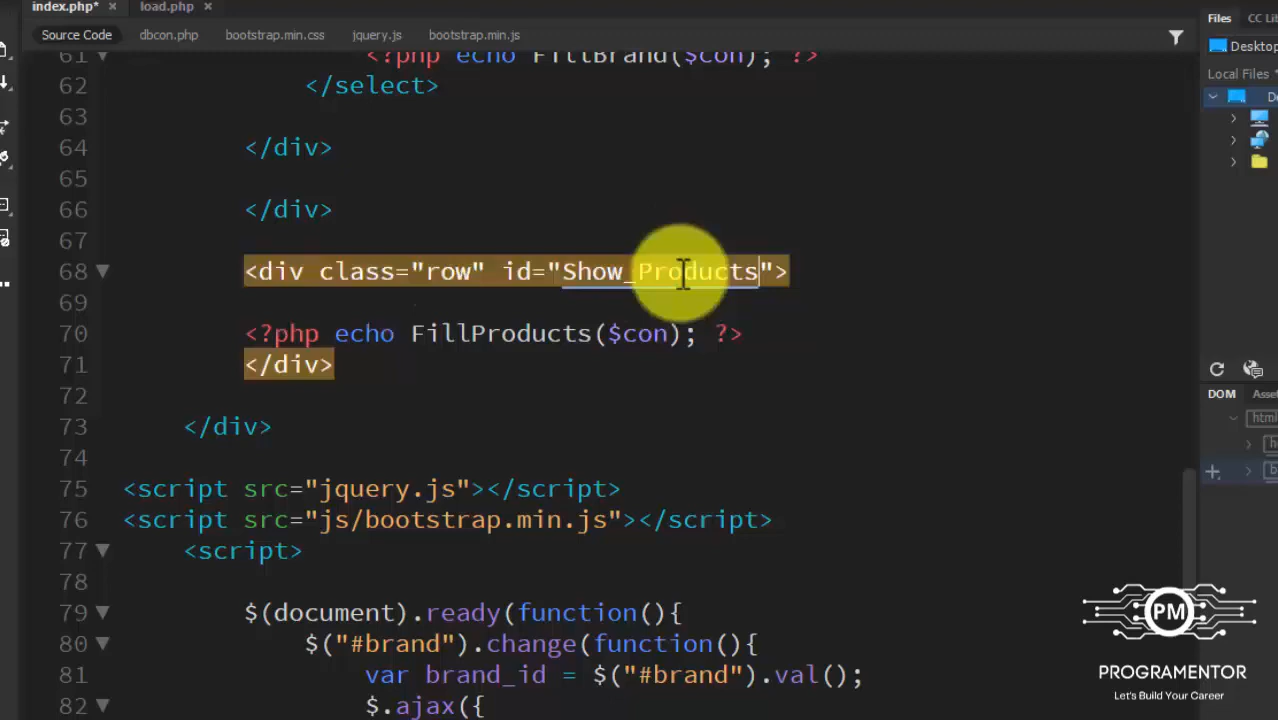 index.php* × load.php ×
Source Code dbcon.php bootstrap.min.css jquery.js bootstrap.min.js
Files CC Lib
Desktop
Local Files
De
61 <?php echo FillBrand($con); ?>
62 </select>
63
64 </div>
65
66 </div>
67
68 <div class="row" id="Show_Products">
69
70 <?php echo FillProducts($con); ?>
71 </div>
72
73 </div>
74
75 <script src="jquery.js"></script>
76 <script src="js/bootstrap.min.js"></script>
77 <script>
78
79 $(document).ready(function(){
80 $("#brand").change(function(){
81 var brand_id = $("#brand").val();
82 $.ajax({
DOM Asset
html
h
b
PM
PROGRAMENTOR
Let's Build Your Career